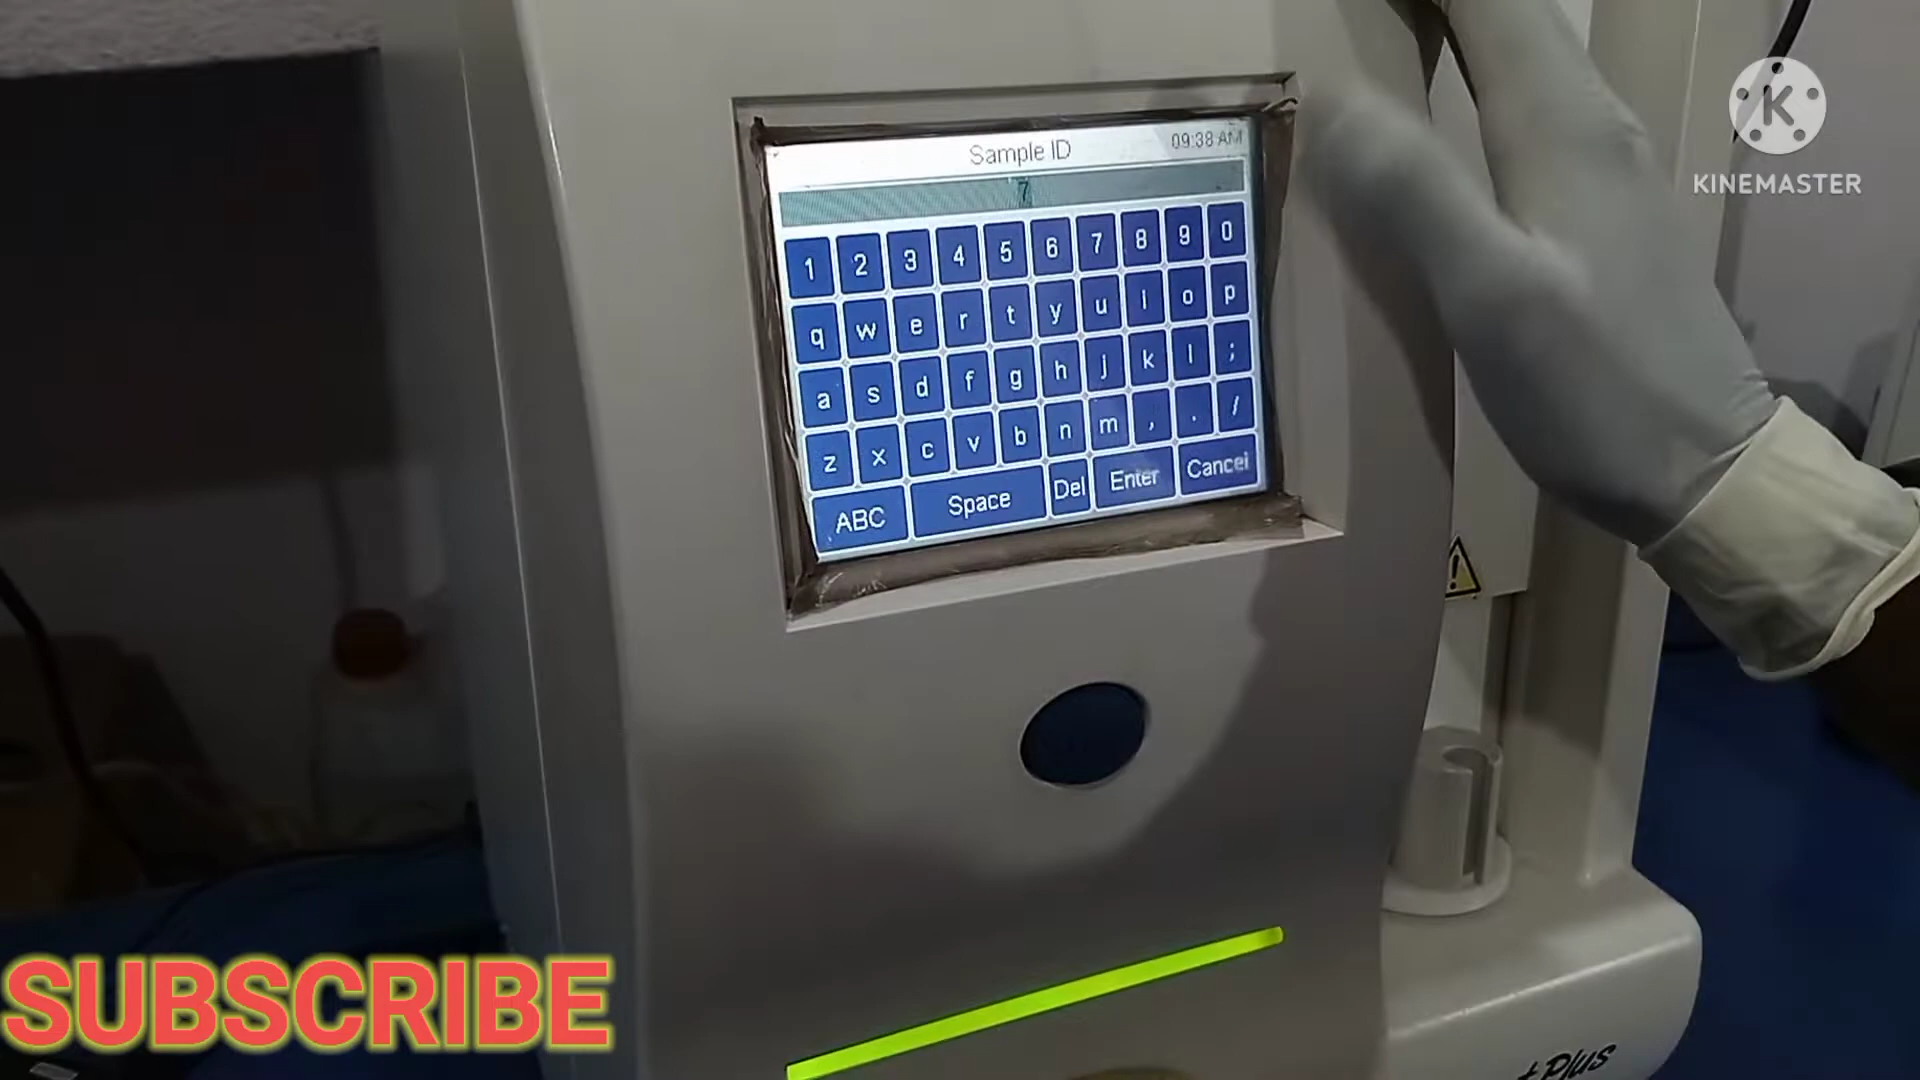 Sample ID
09:38 AM
7
1 2 3 4 5 6 7 8 9 0
q w e r t y u i o p
a s d f g h j k l ;
z x c v b n m , . /
ABC Space Del Enter Cancel
K
KINEMASTER
SUBSCRIBE
Plus